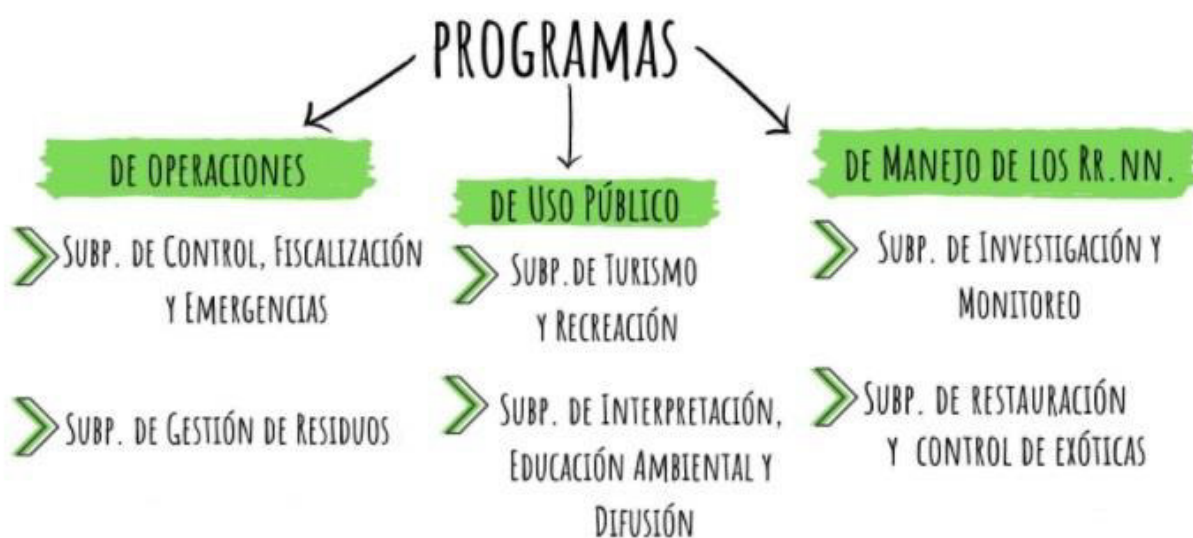 PROGRAMAS
DE OPERACIONES
SUBP. DE CONTROL, FISCALIZACIÓN
Y EMERGENCIAS
SUBP. DE GESTIÓN DE RESIDUOS
DE USO PÚBLICO
SUBP. DE TURISMO
Y RECREACIÓN
SUBP. DE INTERPRETACIÓN,
EDUCACIÓN AMBIENTAL Y
DIFUSIÓN
DE MANEJO DE LOS RR.NN.
SUBP. DE INVESTIGACIÓN Y
MONITOREO
SUBP. DE RESTAURACIÓN
Y CONTROL DE EXÓTICAS